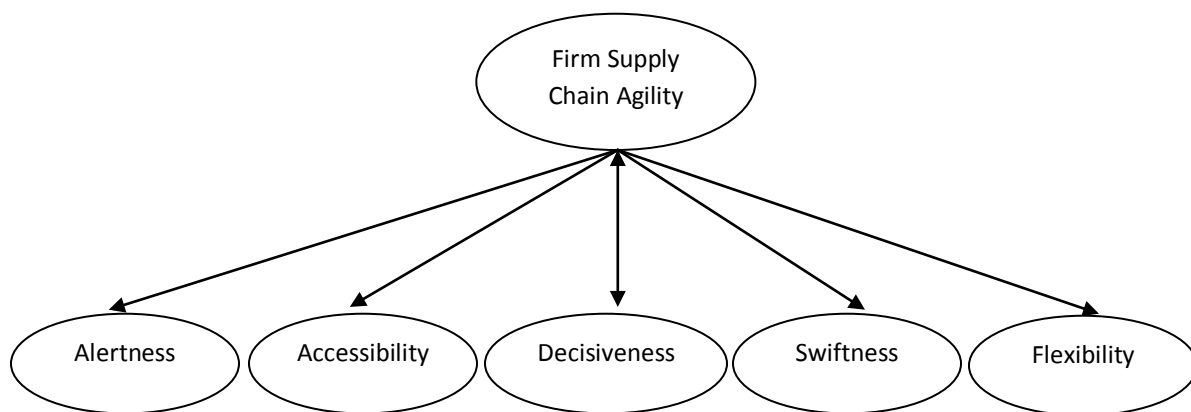 Firm Supply
Chain Agility
Alertness
Accessibility
Decisiveness
Swiftness
Flexibility